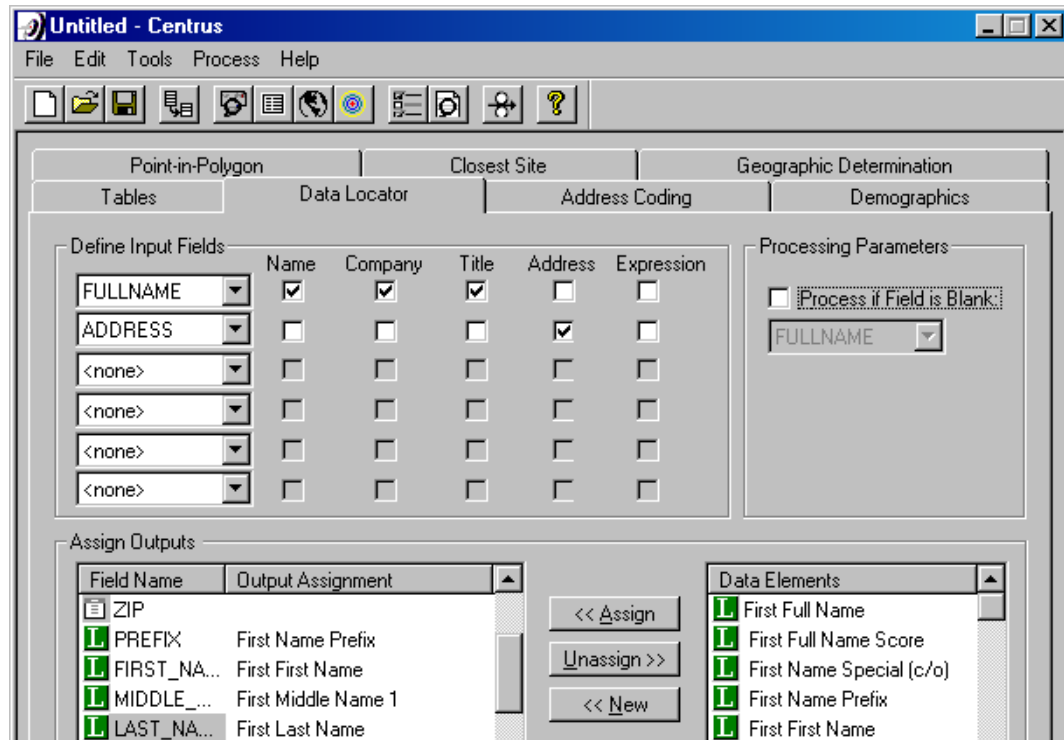 Untitled - Centrus
File Edit Tools Process Help
Point-in-Polygon Closest Site Geographic Determination
Tables Data Locator Address Coding Demographics
Define Input Fields
Name Company Title Address Expression
FULLNAME
ADDRESS
<none>
<none>
<none>
<none>
Processing Parameters
Process if Field is Blank:
FULLNAME
Assign Outputs
Field Name Output Assignment
ZIP
PREFIX First Name Prefix
FIRST_NA... First First Name
MIDDLE_... First Middle Name 1
LAST_NA... First Last Name
<< Assign
Unassign >>
<< New
Data Elements
First Full Name
First Full Name Score
First Name Special (c/o)
First Name Prefix
First First Name